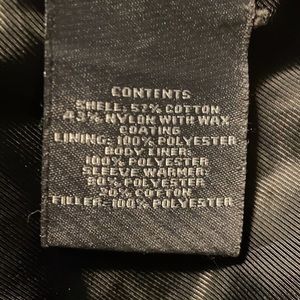 CONTENTS
SHELL: 57% COTTON
43% NYLON WITH WAX
COATING
LINING: 100% POLYESTER
BODY LINER:
100% POLYESTER
SLEEVE WARMER:
80% POLYESTER
20% COTTON
FILLER: 100% POLYESTER